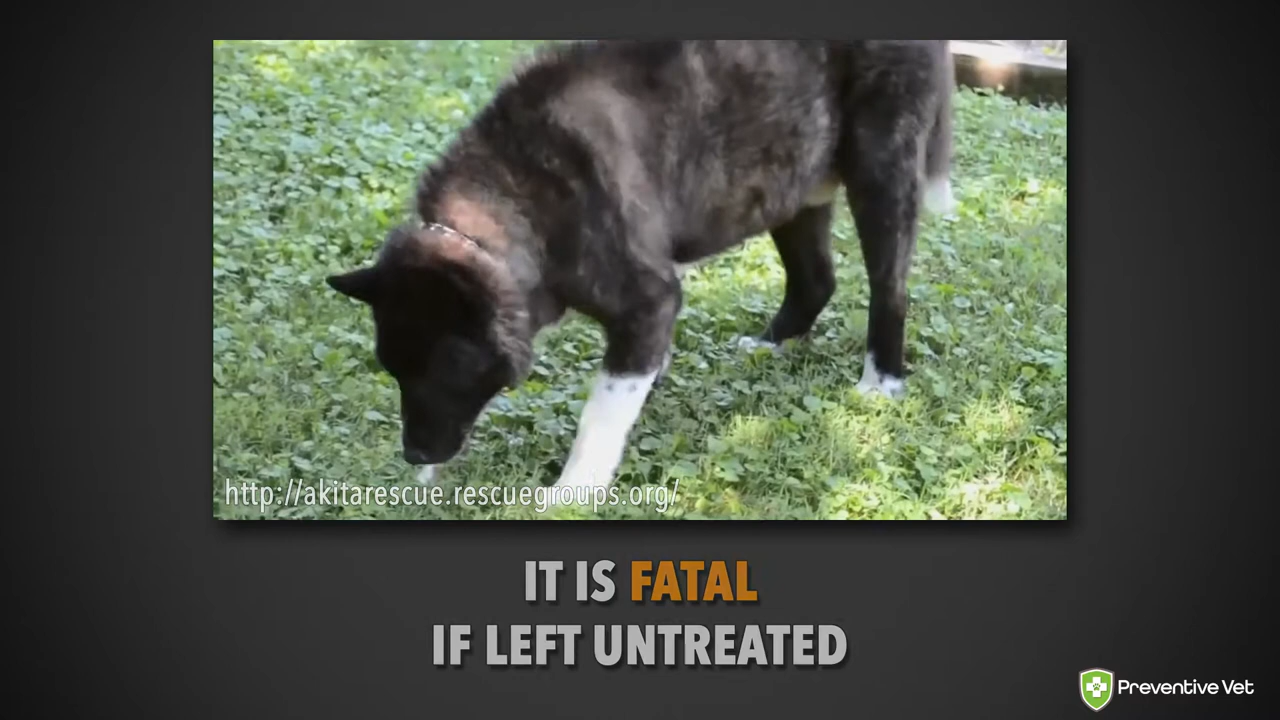 http://akitarescue.rescuegroups.org/
IT IS FATAL
IF LEFT UNTREATED
Preventive Vet